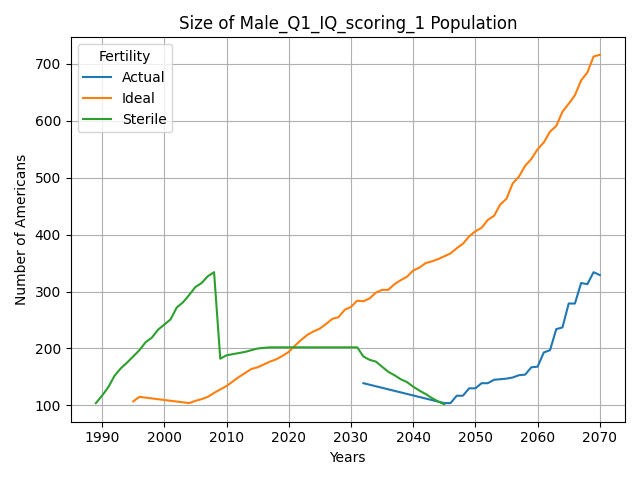 Size of Male_Q1_IQ_scoring_1 Population
Fertility
Actual
Ideal
Sterile
Number of Americans
700
600
500
400
300
200
100
1990
2000
2010
2020
2030
2040
2050
2060
2070
Years